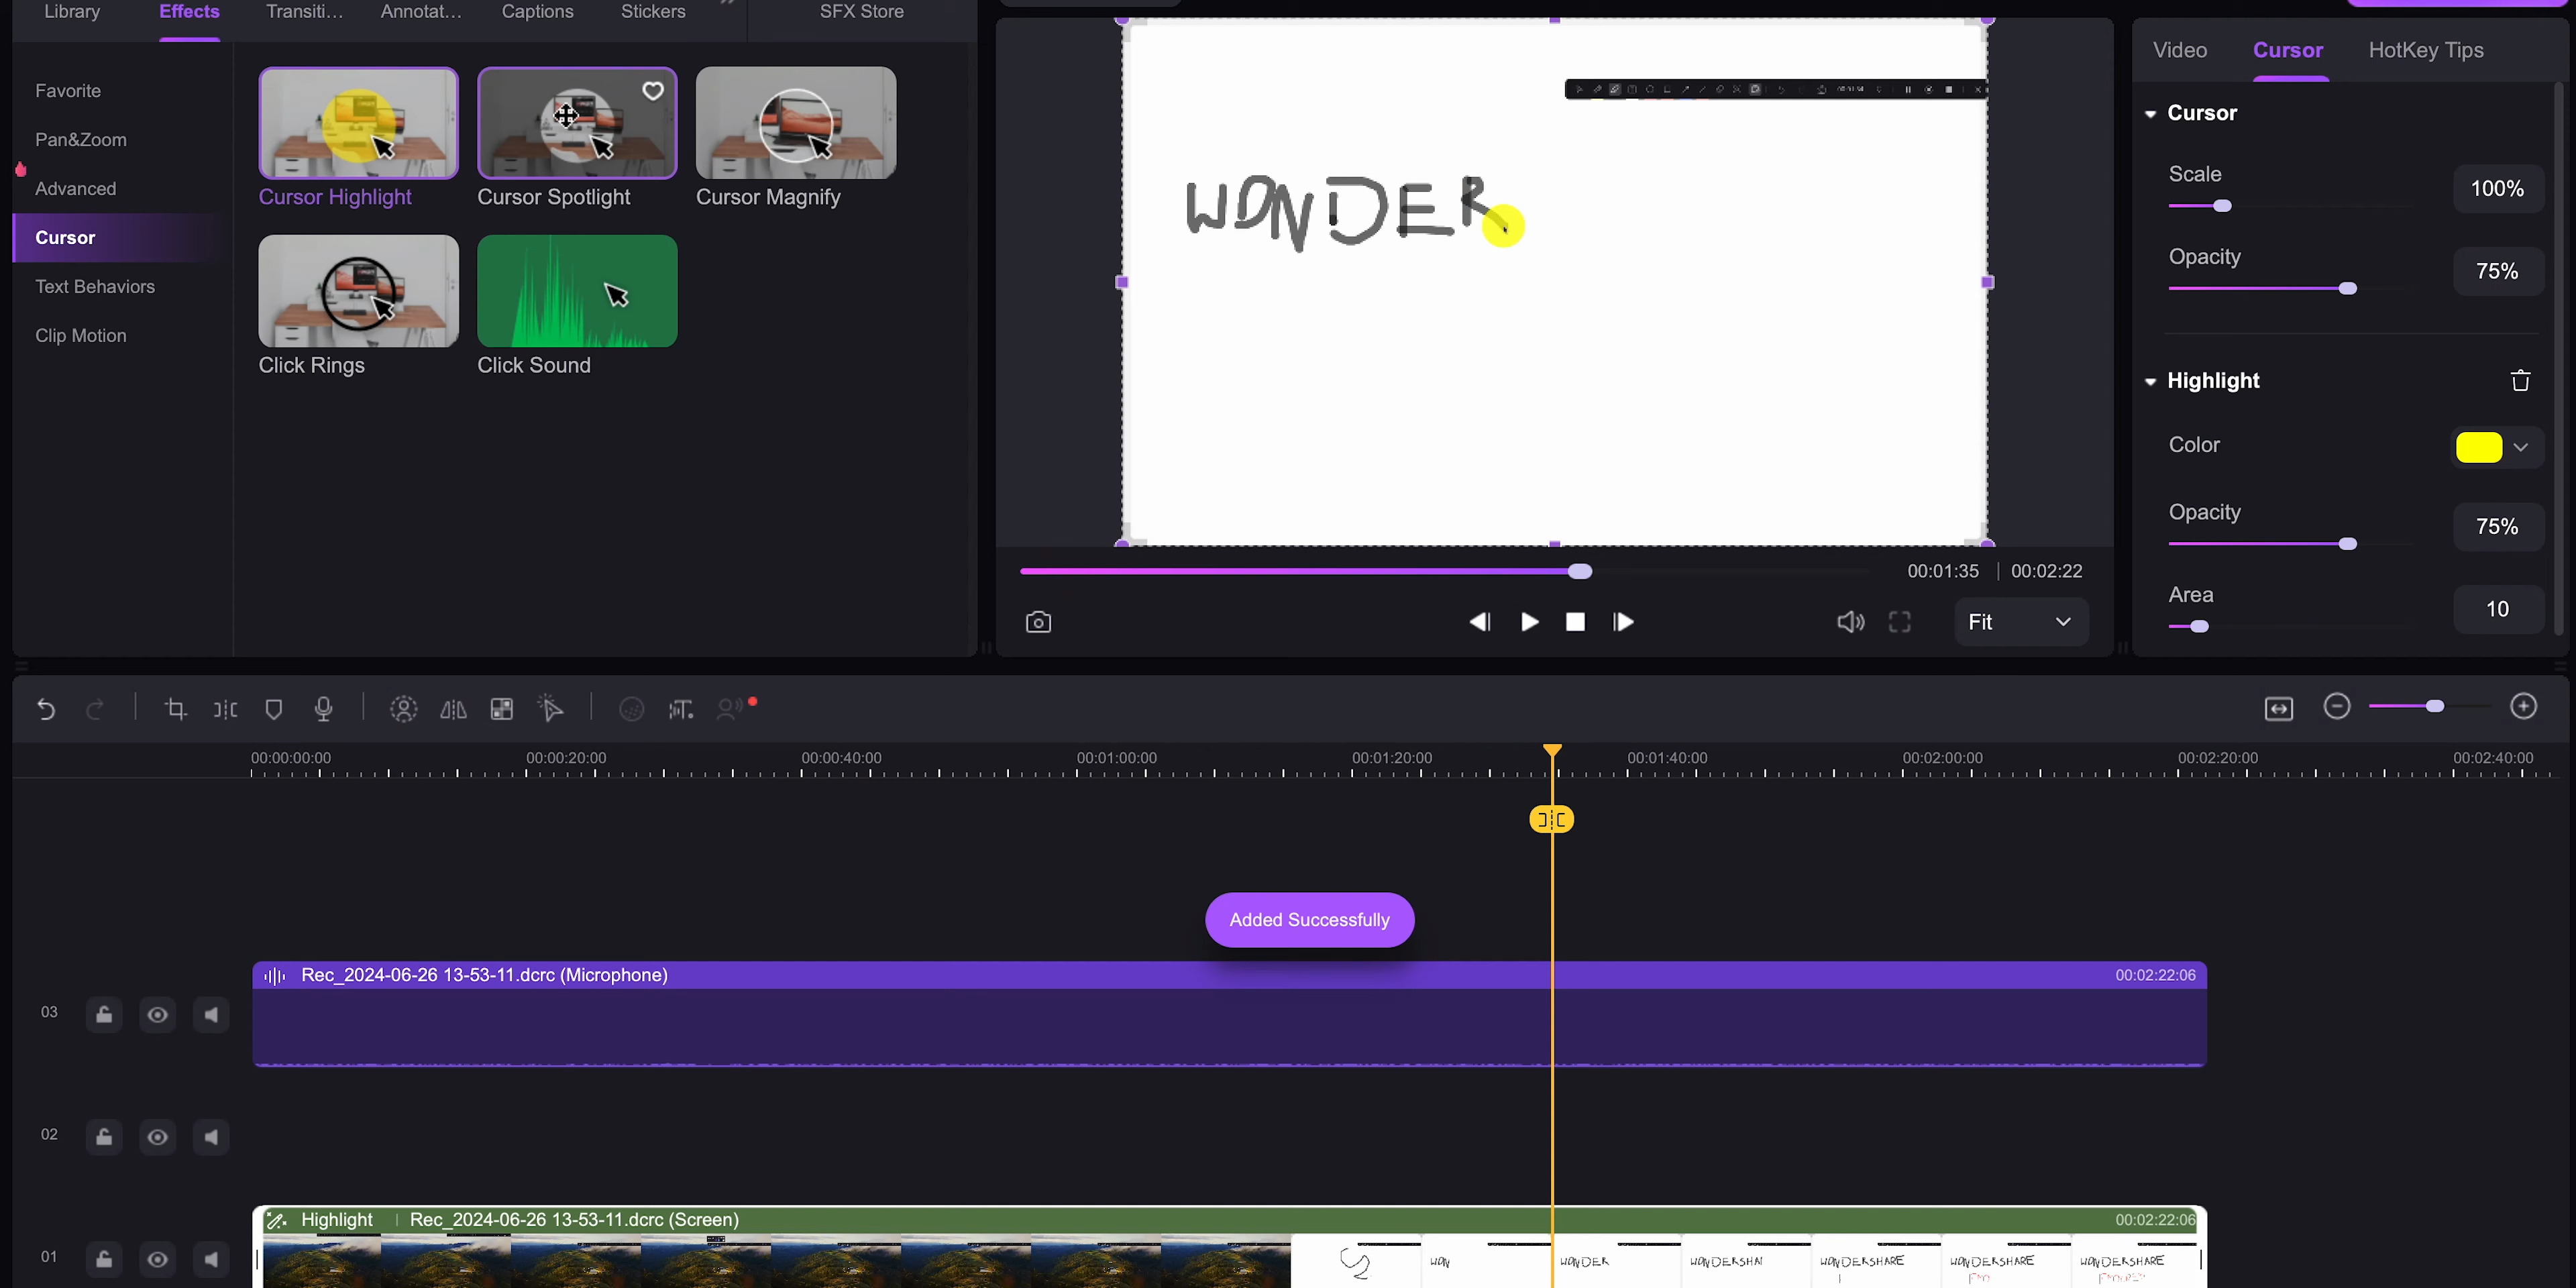 Library Effects Transiti... Annotat... Captions Stickers SFX Store
Favorite
Pan&Zoom
Advanced
Cursor
Text Behaviors
Clip Motion
Cursor Highlight Cursor Spotlight Cursor Magnify
Click Rings Click Sound
WONDER
00:01:35 | 00:02:22
Fit
Video Cursor HotKey Tips
Cursor
Scale 100%
Opacity 75%
Highlight
Color
Opacity 75%
Area 10
00:00:00:00 00:00:20:00 00:00:40:00 00:01:00:00 00:01:20:00 00:01:40:00 00:02:00:00 00:02:20:00 00:02:40:00
Added Successfully
Rec_2024-06-26 13-53-11.dcrc (Microphone) 00:02:22:06
03
02
Highlight | Rec_2024-06-26 13-53-11.dcrc (Screen) 00:02:22:06
01
WON WONDER WONDERSHAI WONDERSHARE WONDERSHARE WONDERSHARE